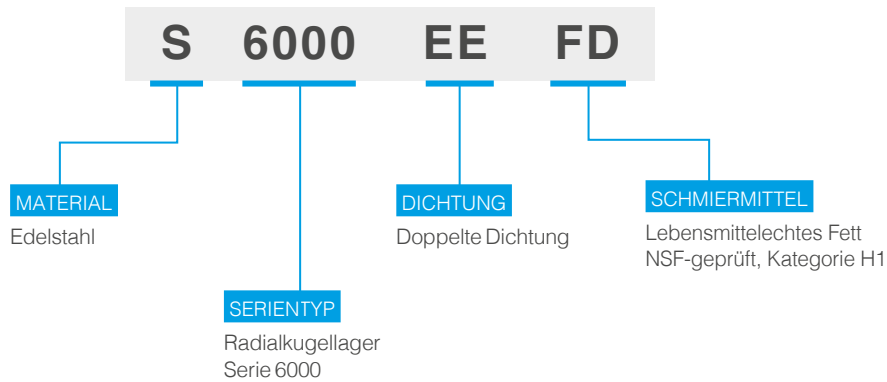 S 6000 EE FD
MATERIAL
Edelstahl
DICHTUNG
Doppelte Dichtung
SCHMIERMITTEL
Lebensmittelechtes Fett
NSF-geprüft, Kategorie H1
SERIENTYP
Radialkugellager
Serie 6000